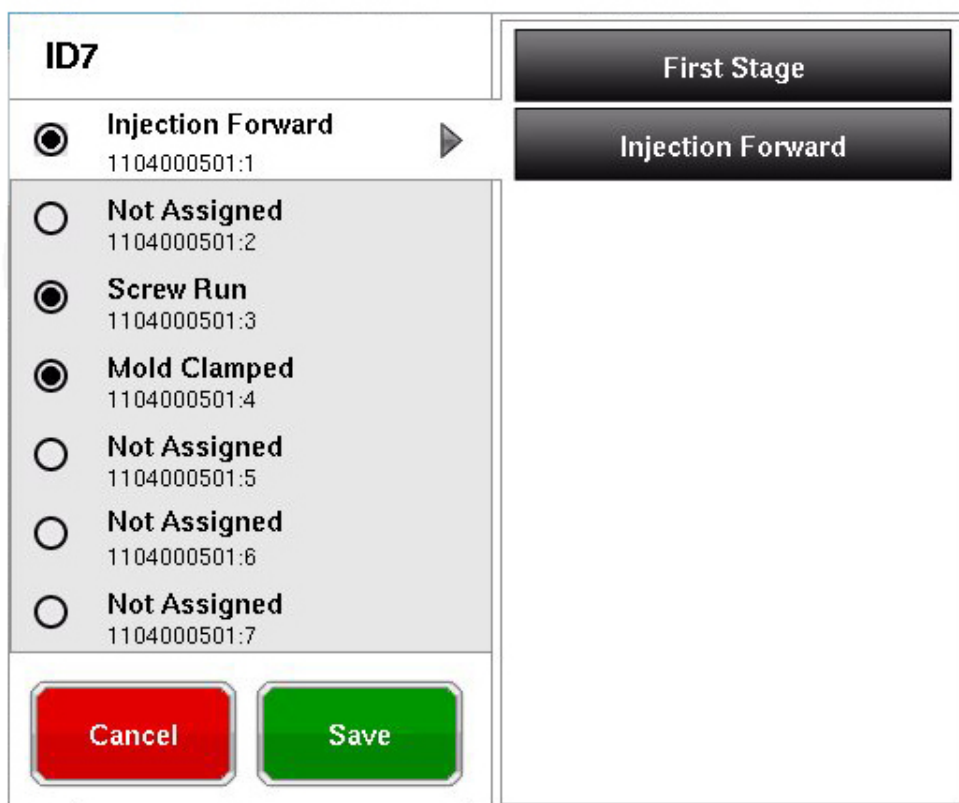 ID7
Injection Forward
1104000501:1
Not Assigned
1104000501:2
Screw Run
1104000501:3
Mold Clamped
1104000501:4
Not Assigned
1104000501:5
Not Assigned
1104000501:6
Not Assigned
1104000501:7
Cancel
Save
First Stage
Injection Forward